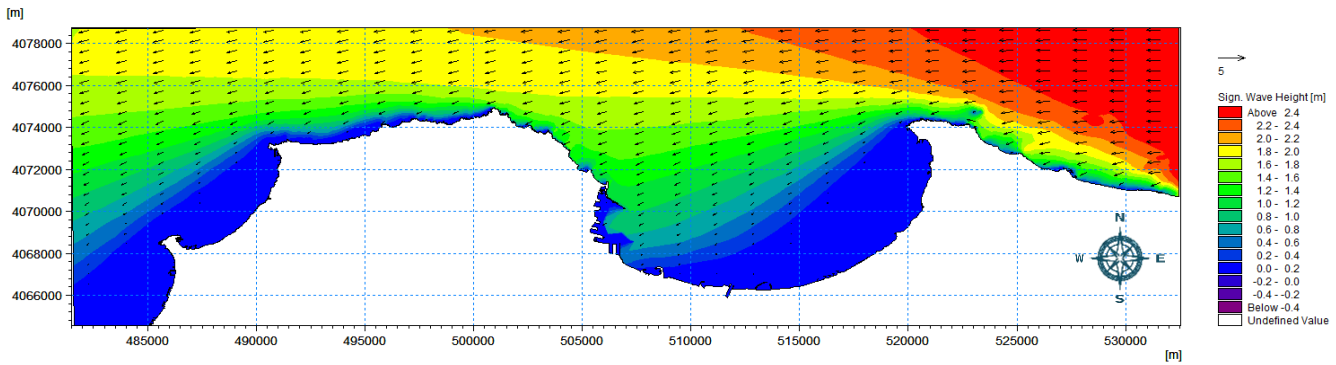 [m]
4078000
4076000
4074000
4072000
4070000
4068000
4066000
485000 490000 495000 500000 505000 510000 515000 520000 525000 530000
[m]
5
Sign. Wave Height [m]
Above 2.4
2.2 - 2.4
2.0 - 2.2
1.8 - 2.0
1.6 - 1.8
1.4 - 1.6
1.2 - 1.4
1.0 - 1.2
0.8 - 1.0
0.6 - 0.8
0.4 - 0.6
0.2 - 0.4
0.0 - 0.2
-0.2 - 0.0
-0.4 - -0.2
Below -0.4
Undefined Value
N
W E
S